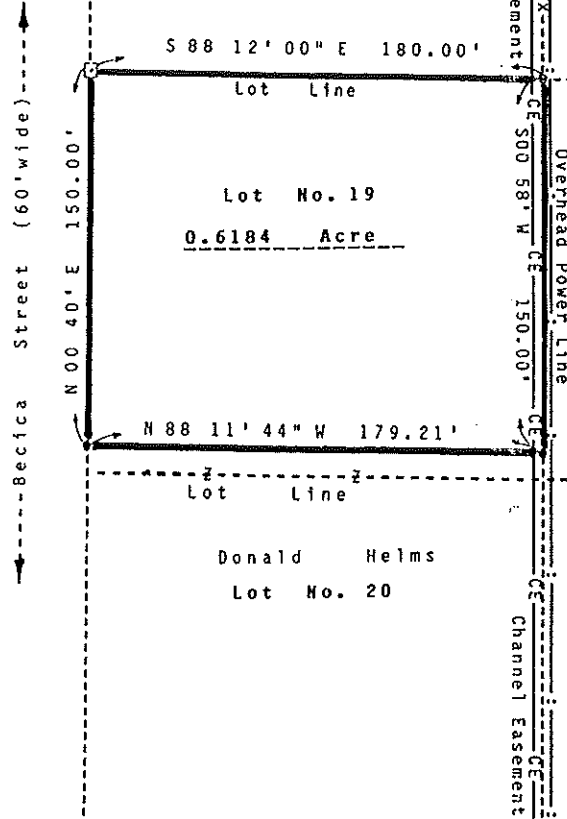 S 88 12' 00" E 180.00'
Lot Line
Lot No. 19
0.6184 Acre
N 88 11' 44" W 179.21'
Z Z
Lot Line
Donald Helms
Lot No. 20
----Becica Street (60'wide)----
N 00 40' E 150.00'
ement
X
CE S00 58' W CE 150.00' CE
Overhead Power Line
CE Channel Easement CE